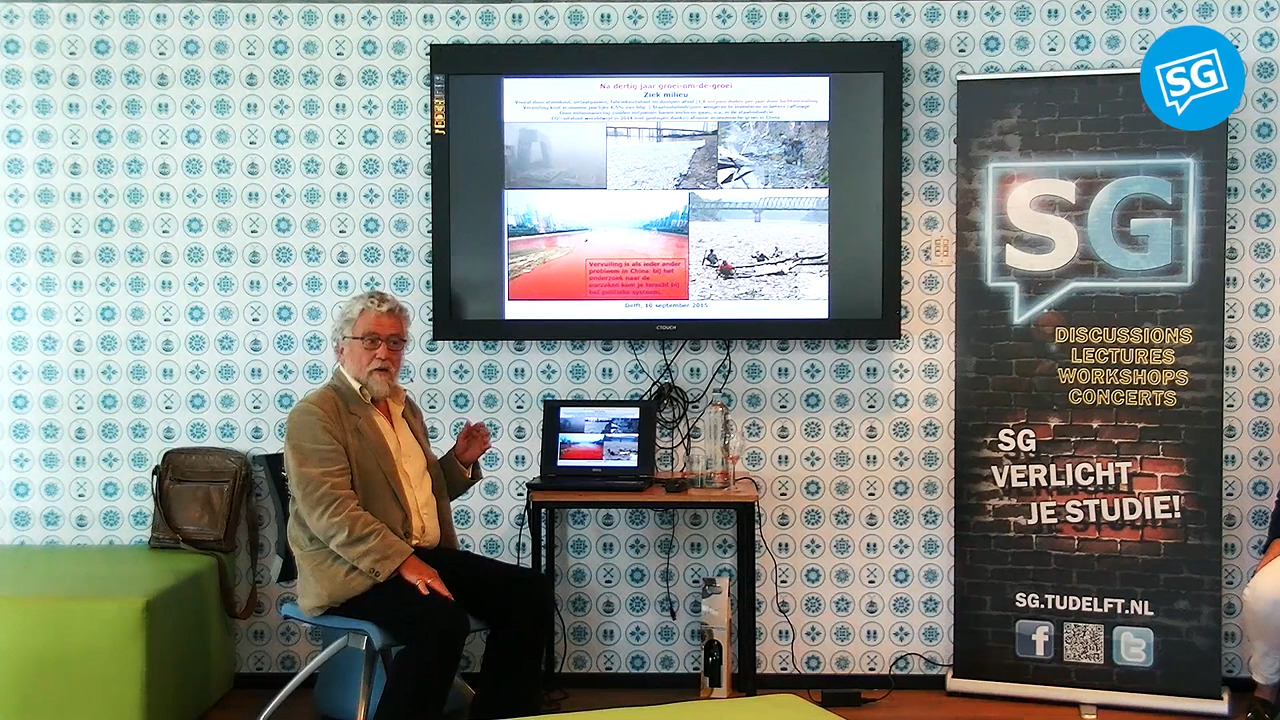 Na dertig jaar groei-om-de-groei
Ziek milieu
Vervuiling is als ieder ander
probleem in China: bij het
onderzoek naar de
oorzaken kom je terecht bij
het politieke systeem.
Delft, 10 september 2015
CTOUCH
SG
SG
DISCUSSIONS
LECTURES
WORKSHOPS
CONCERTS
SG
VERLICHT
JE STUDIE!
SG.TUDELFT.NL
f
t